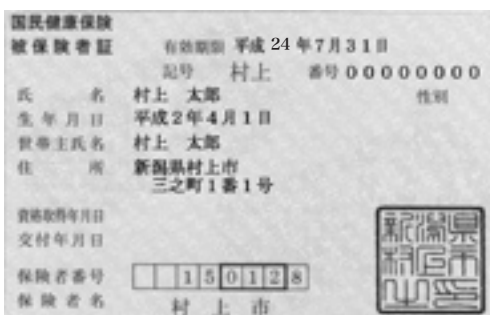 国民健康保険
被保険者証 有効期限 平成 24 年7月31日
記号 村上 番号 00000000
氏名 村上 太郎 性別
生年月日 平成2年4月1日
世帯主氏名 村上 太郎
住所 新潟県村上市
三之町1番1号
資格取得年月日
交付年月日
保険者番号 150128
保険者名 村上市
新潟県村上市之印